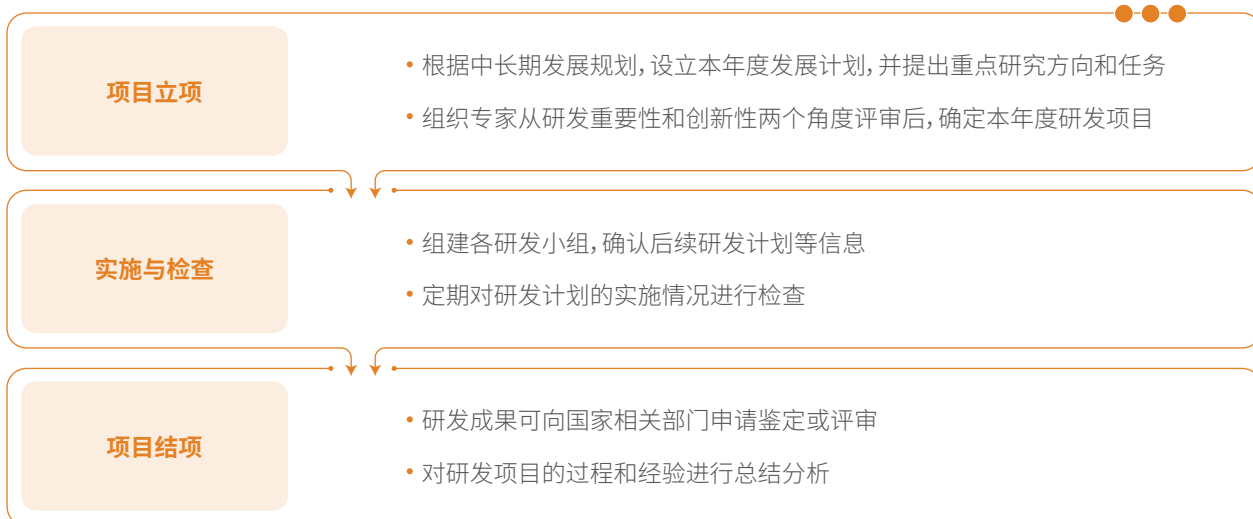 项目立项
• 根据中长期发展规划，设立本年度发展计划，并提出重点研究方向和任务
• 组织专家从研发重要性和创新性两个角度评审后，确定本年度研发项目
实施与检查
• 组建各研发小组，确认后续研发计划等信息
• 定期对研发计划的实施情况进行检查
项目结项
• 研发成果可向国家相关部门申请鉴定或评审
• 对研发项目的过程和经验进行总结分析